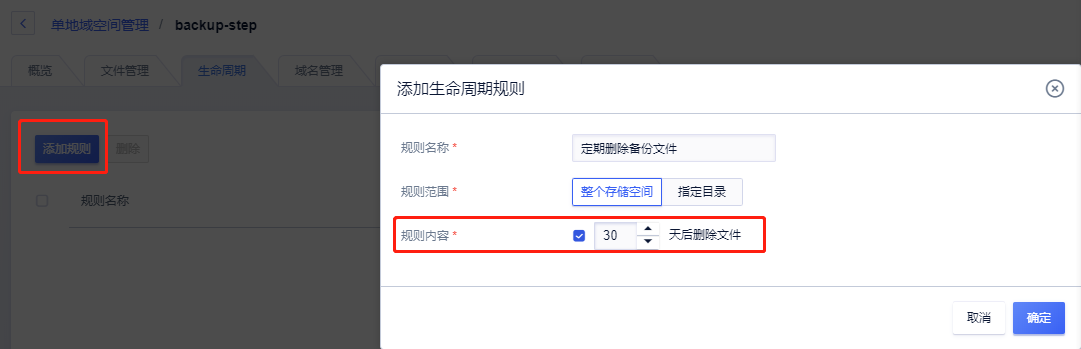 单地域空间管理 / backup-step
概览 文件管理 生命周期 域名管理
添加规则 删除
规则名称
添加生命周期规则
规则名称 * 定期删除备份文件
规则范围 * 整个存储空间 指定目录
规则内容 * 30 天后删除文件
取消 确定